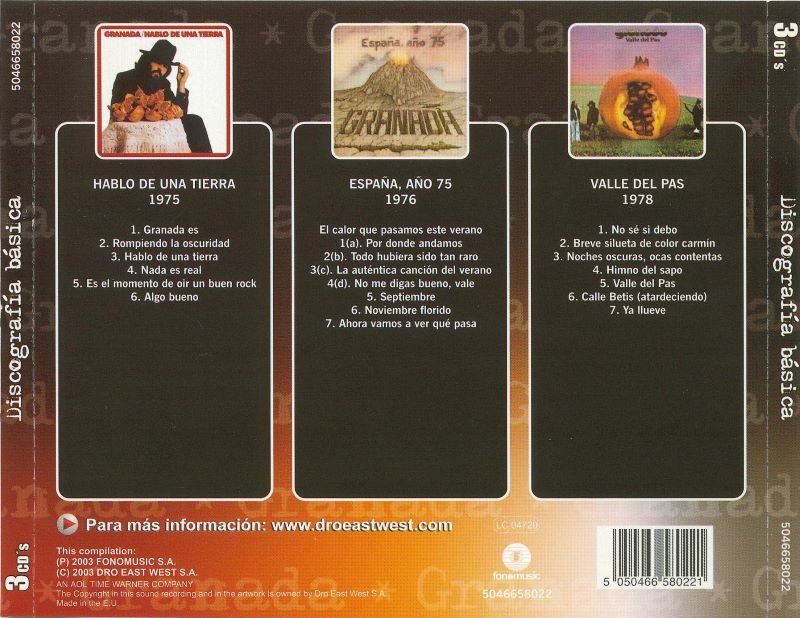 3 CD's
Discografía básica
5046658022
GRANADA/HABLO DE UNA TIERRA
HABLO DE UNA TIERRA
1975
1. Granada es
2. Rompiendo la oscuridad
3. Hablo de una tierra
4. Nada es real
5. Es el momento de oir un buen rock
6. Algo bueno
España, año 75
GRANADA
ESPAÑA, AÑO 75
1976
El calor que pasamos este verano
1(a). Por donde andamos
2(b). Todo hubiera sido tan raro
3(c). La auténtica canción del verano
4(d). No me digas bueno, vale
5. Septiembre
6. Noviembre florido
7. Ahora vamos a ver qué pasa
Valle del Pas
VALLE DEL PAS
1978
1. No sé si debo
2. Breve silueta de color carmín
3. Noches oscuras, ocas contentas
4. Himno del sapo
5. Valle del Pas
6. Calle Betis (atardeciendo)
7. Ya llueve
3 CD's
Discografía básica
5046658022
Granada * Granada * Granada
Para más información: www.droeastwest.com
LC 04720
This compilation:
(P) 2003 FONOMUSIC S.A.
(C) 2003 DRO EAST WEST S.A.
AN AOL TIME WARNER COMPANY
The Copyright in this sound recording and in the artwork is owned by Dro East West S.A.
Made in the E.U.
fonomusic
5046658022
5 050466 580221